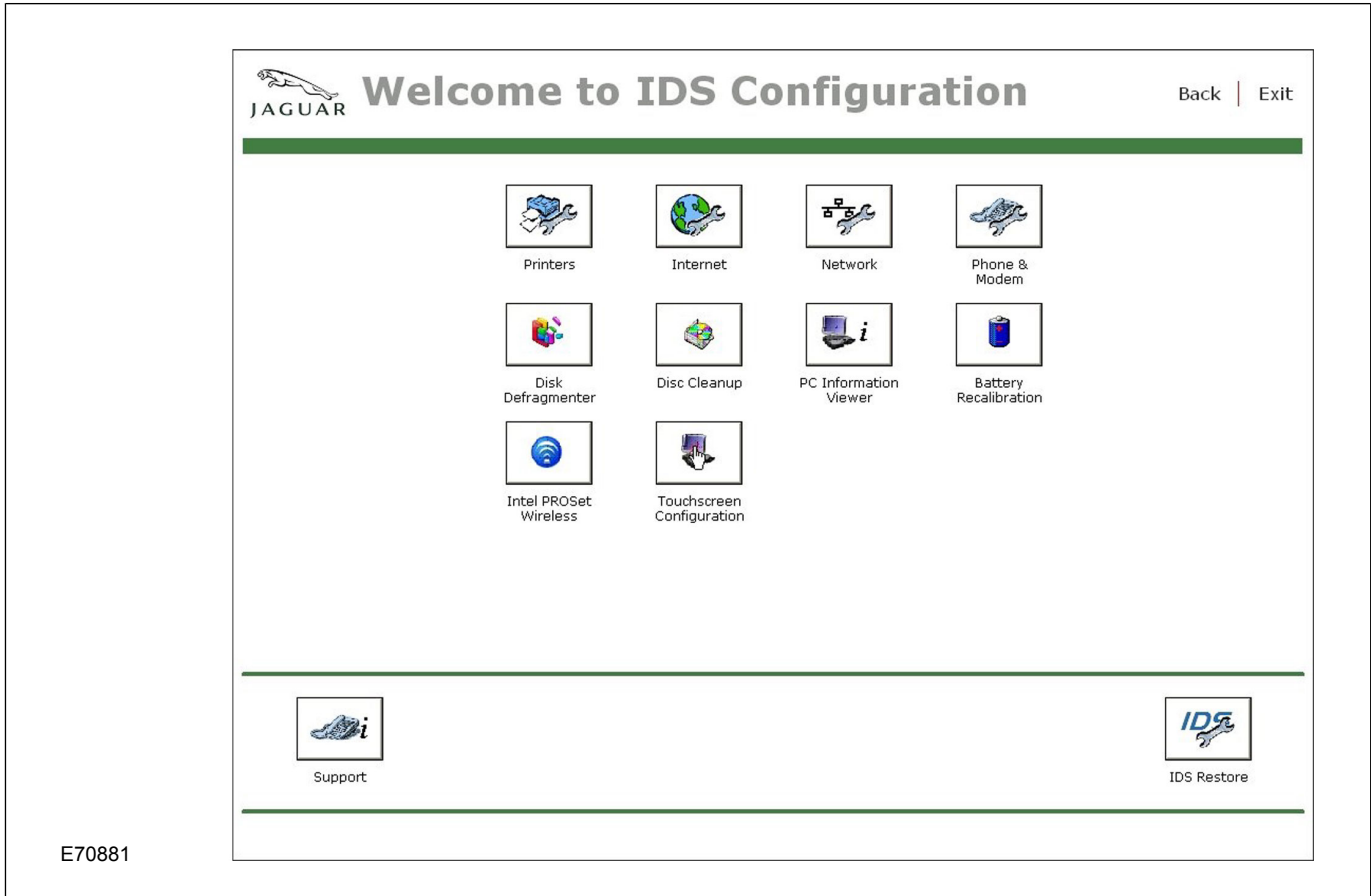 JAGUAR
Welcome to IDS Configuration
Back | Exit
Printers
Internet
Network
Phone &
Modem
Disk
Defragmenter
Disc Cleanup
PC Information
Viewer
Battery
Recalibration
Intel PROSet
Wireless
Touchscreen
Configuration
i
Support
IDS
IDS Restore
E70881